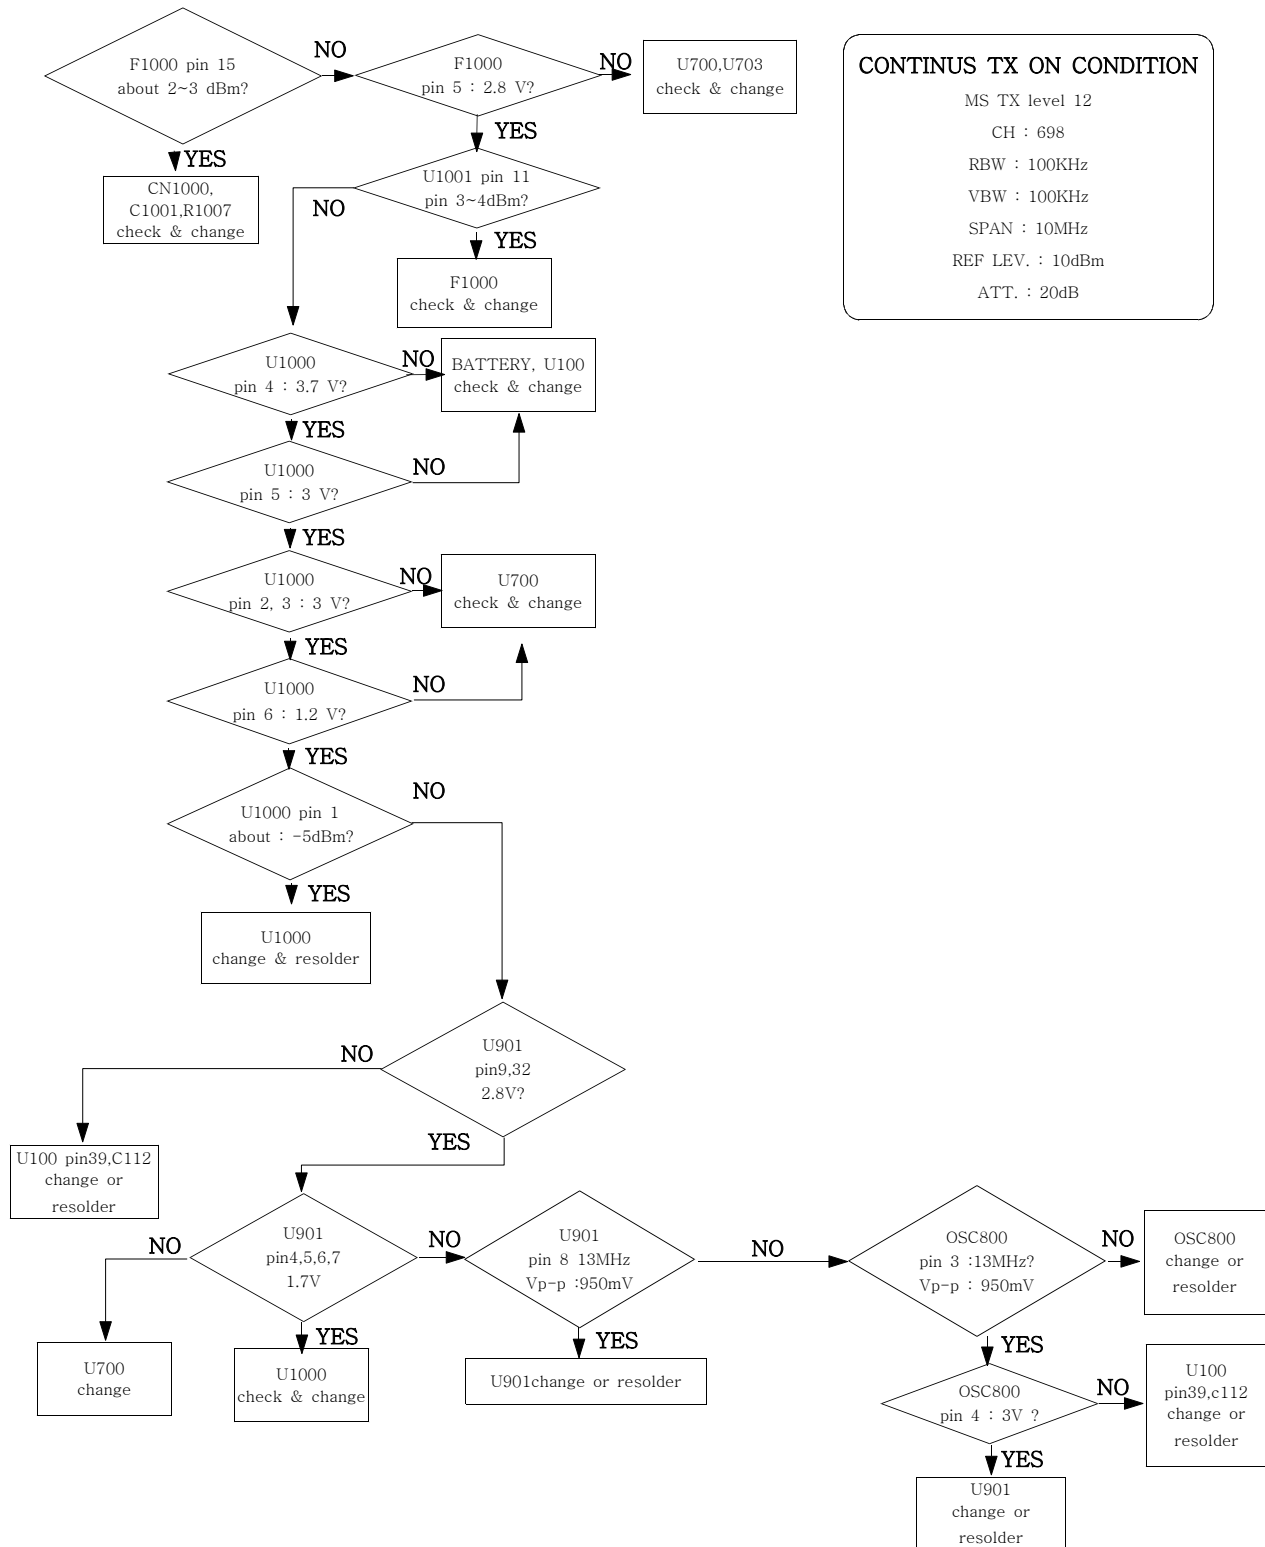 F1000 pin 15
about 2~3 dBm?
NO
F1000
pin 5 : 2.8 V?
NO
U700,U703
check & change
CONTINUS TX ON CONDITION
MS TX level 12
CH : 698
RBW : 100KHz
VBW : 100KHz
SPAN : 10MHz
REF LEV. : 10dBm
ATT. : 20dB
YES
YES
CN1000,
C1001,R1007
check & change
U1001 pin 11
pin 3~4dBm?
NO
YES
F1000
check & change
U1000
pin 4 : 3.7 V?
NO
BATTERY, U100
check & change
YES
U1000
pin 5 : 3 V?
NO
YES
U1000
pin 2, 3 : 3 V?
NO
U700
check & change
YES
U1000
pin 6 : 1.2 V?
NO
YES
U1000 pin 1
about : -5dBm?
NO
YES
U1000
change & resolder
U901
pin9,32
2.8V?
NO
YES
U100 pin39,C112
change or
resolder
U901
pin4,5,6,7
1.7V
NO
NO
U901
pin 8 13MHz
Vp-p :950mV
NO
OSC800
pin 3 :13MHz?
Vp-p : 950mV
NO
OSC800
change or
resolder
YES
YES
YES
U700
change
U1000
check & change
U901change or resolder
OSC800
pin 4 : 3V ?
NO
U100
pin39,c112
change or
resolder
YES
U901
change or
resolder